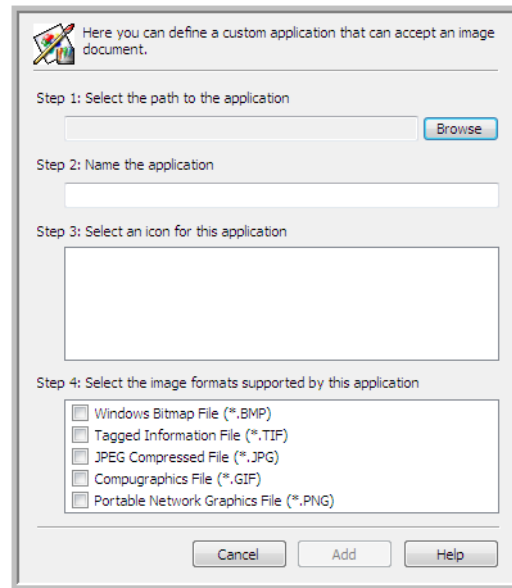 Here you can define a custom application that can accept an image
document.
Step 1: Select the path to the application
Browse
Step 2: Name the application
Step 3: Select an icon for this application
Step 4: Select the image formats supported by this application
Windows Bitmap File (*.BMP)
Tagged Information File (*.TIF)
JPEG Compressed File (*.JPG)
Compugraphics File (*.GIF)
Portable Network Graphics File (*.PNG)
Cancel
Add
Help